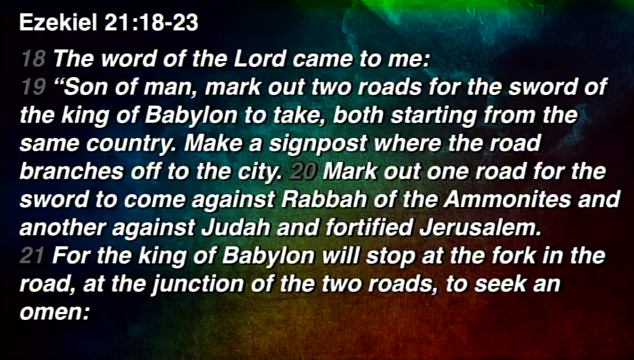 Ezekiel 21:18-23
18 The word of the Lord came to me:
19 “Son of man, mark out two roads for the sword of
the king of Babylon to take, both starting from the
same country. Make a signpost where the road
branches off to the city. 20 Mark out one road for the
sword to come against Rabbah of the Ammonites and
another against Judah and fortified Jerusalem.
21 For the king of Babylon will stop at the fork in the
road, at the junction of the two roads, to seek an
omen: